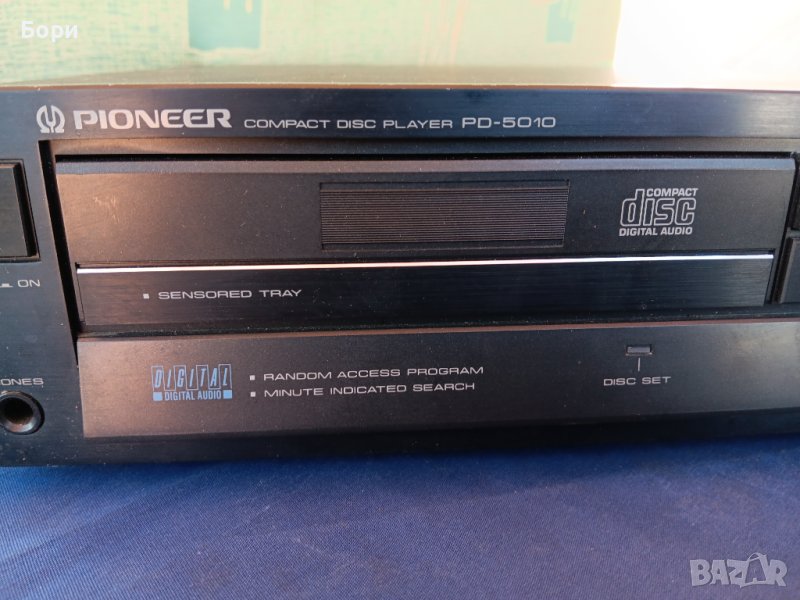 Бори
PIONEER COMPACT DISC PLAYER PD-5010
COMPACT
disc
DIGITAL AUDIO
ON
▪ SENSORED TRAY
DIGITAL
DIGITAL AUDIO
▪ RANDOM ACCESS PROGRAM
▪ MINUTE INDICATED SEARCH
DISC SET
ONES
BAZAR